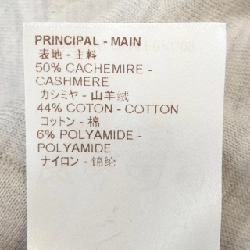 PRINCIPAL - MAIN
表地 - 主料
50% CACHEMIRE -
CASHMERE
カシミヤ - 山羊绒
44% COTON - COTTON
コットン - 棉
6% POLYAMIDE -
POLYAMIDE
ナイロン - 锦纶